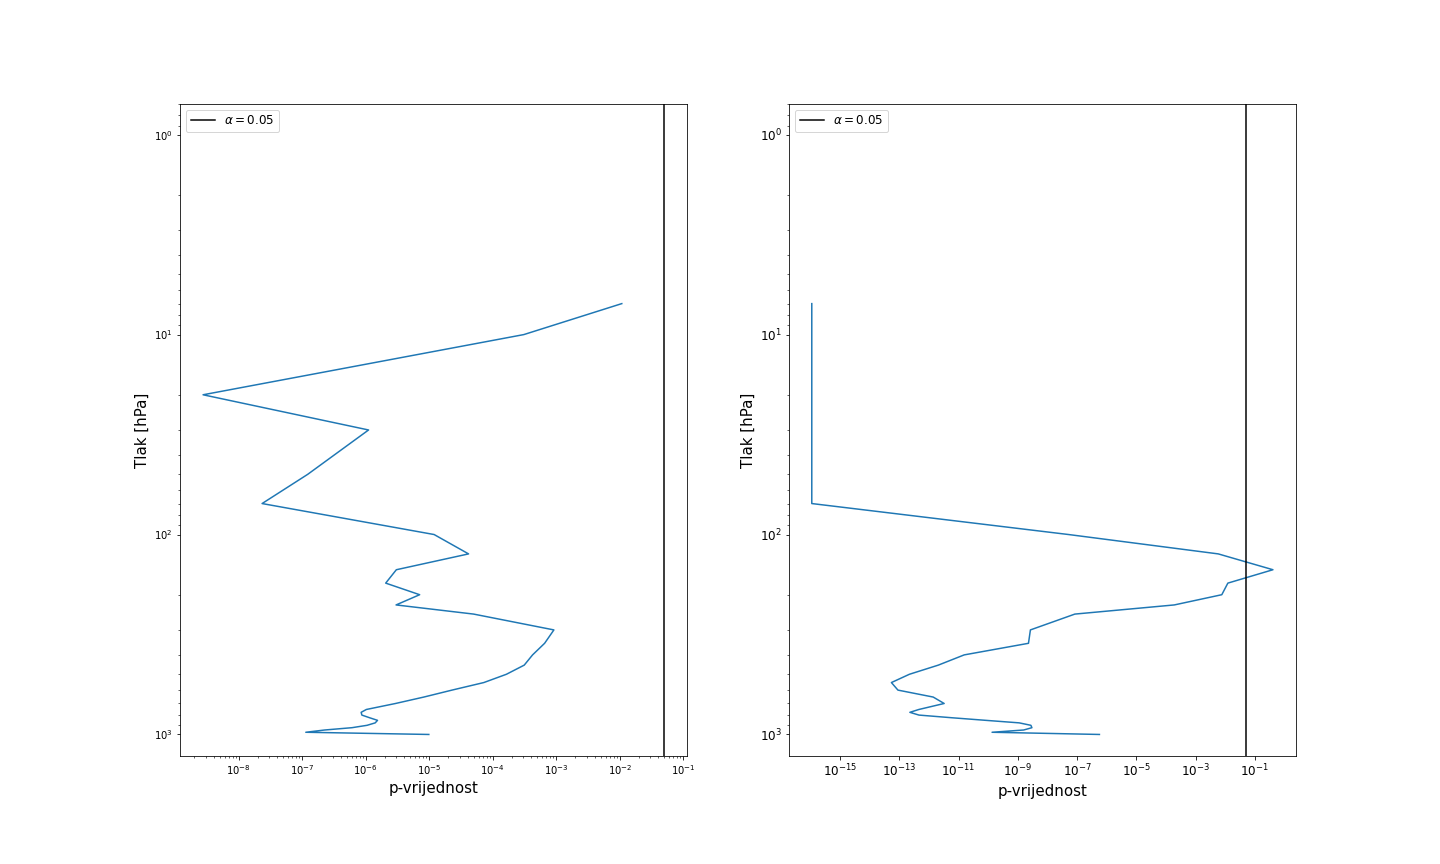 α = 0.05
10⁰
10¹
10²
10³
Tlak [hPa]
10⁻⁸ 10⁻⁷ 10⁻⁶ 10⁻⁵ 10⁻⁴ 10⁻³ 10⁻² 10⁻¹
p-vrijednost
α = 0.05
10⁰
10¹
10²
10³
Tlak [hPa]
10⁻¹⁵ 10⁻¹³ 10⁻¹¹ 10⁻⁹ 10⁻⁷ 10⁻⁵ 10⁻³ 10⁻¹
p-vrijednost